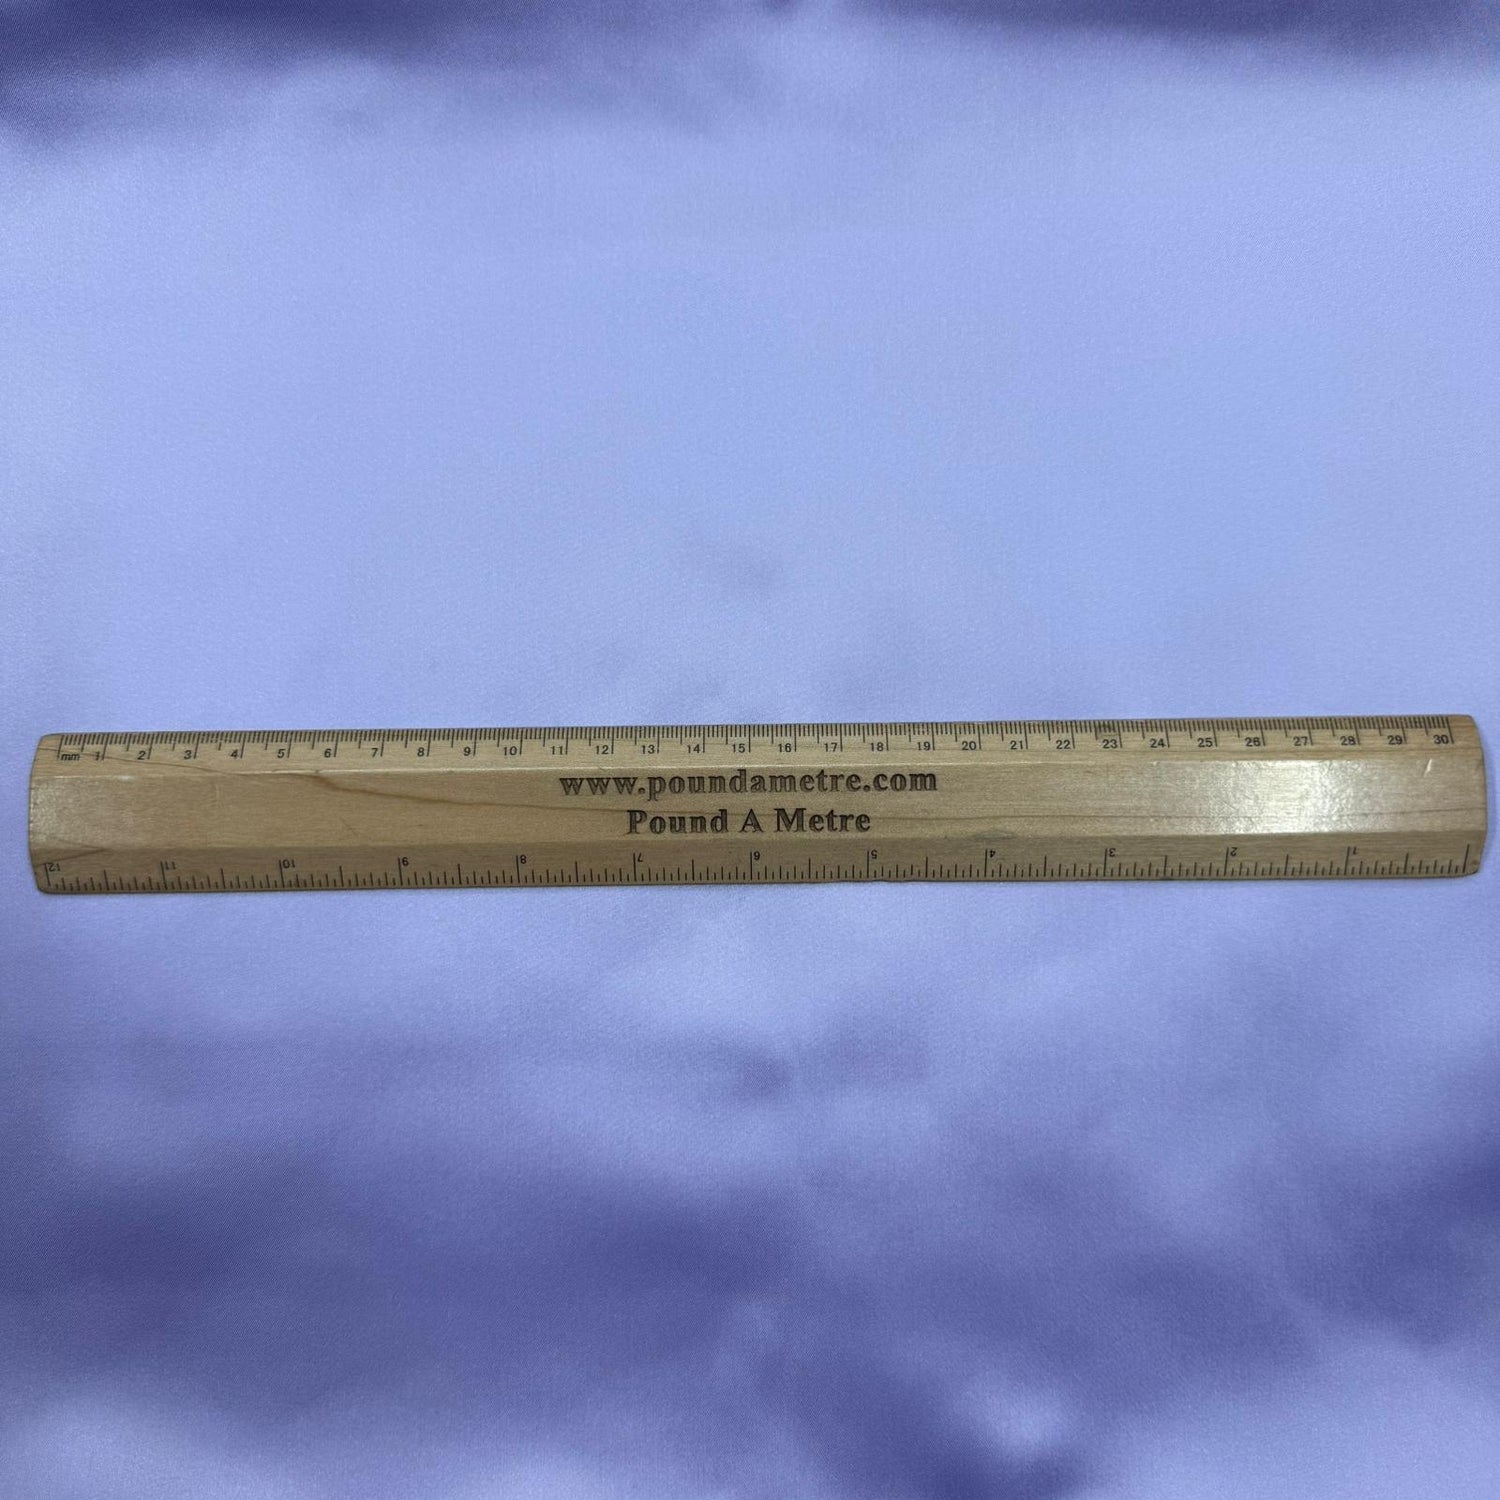 mm 1 2 3 4 5 6 7 8 9 10 11 12 13 14 15 16 17 18 19 20 21 22 23 24 25 26 27 28 29 30
www.poundametre.com
Pound A Metre
12 11 10 9 8 7 6 5 4 3 2 1